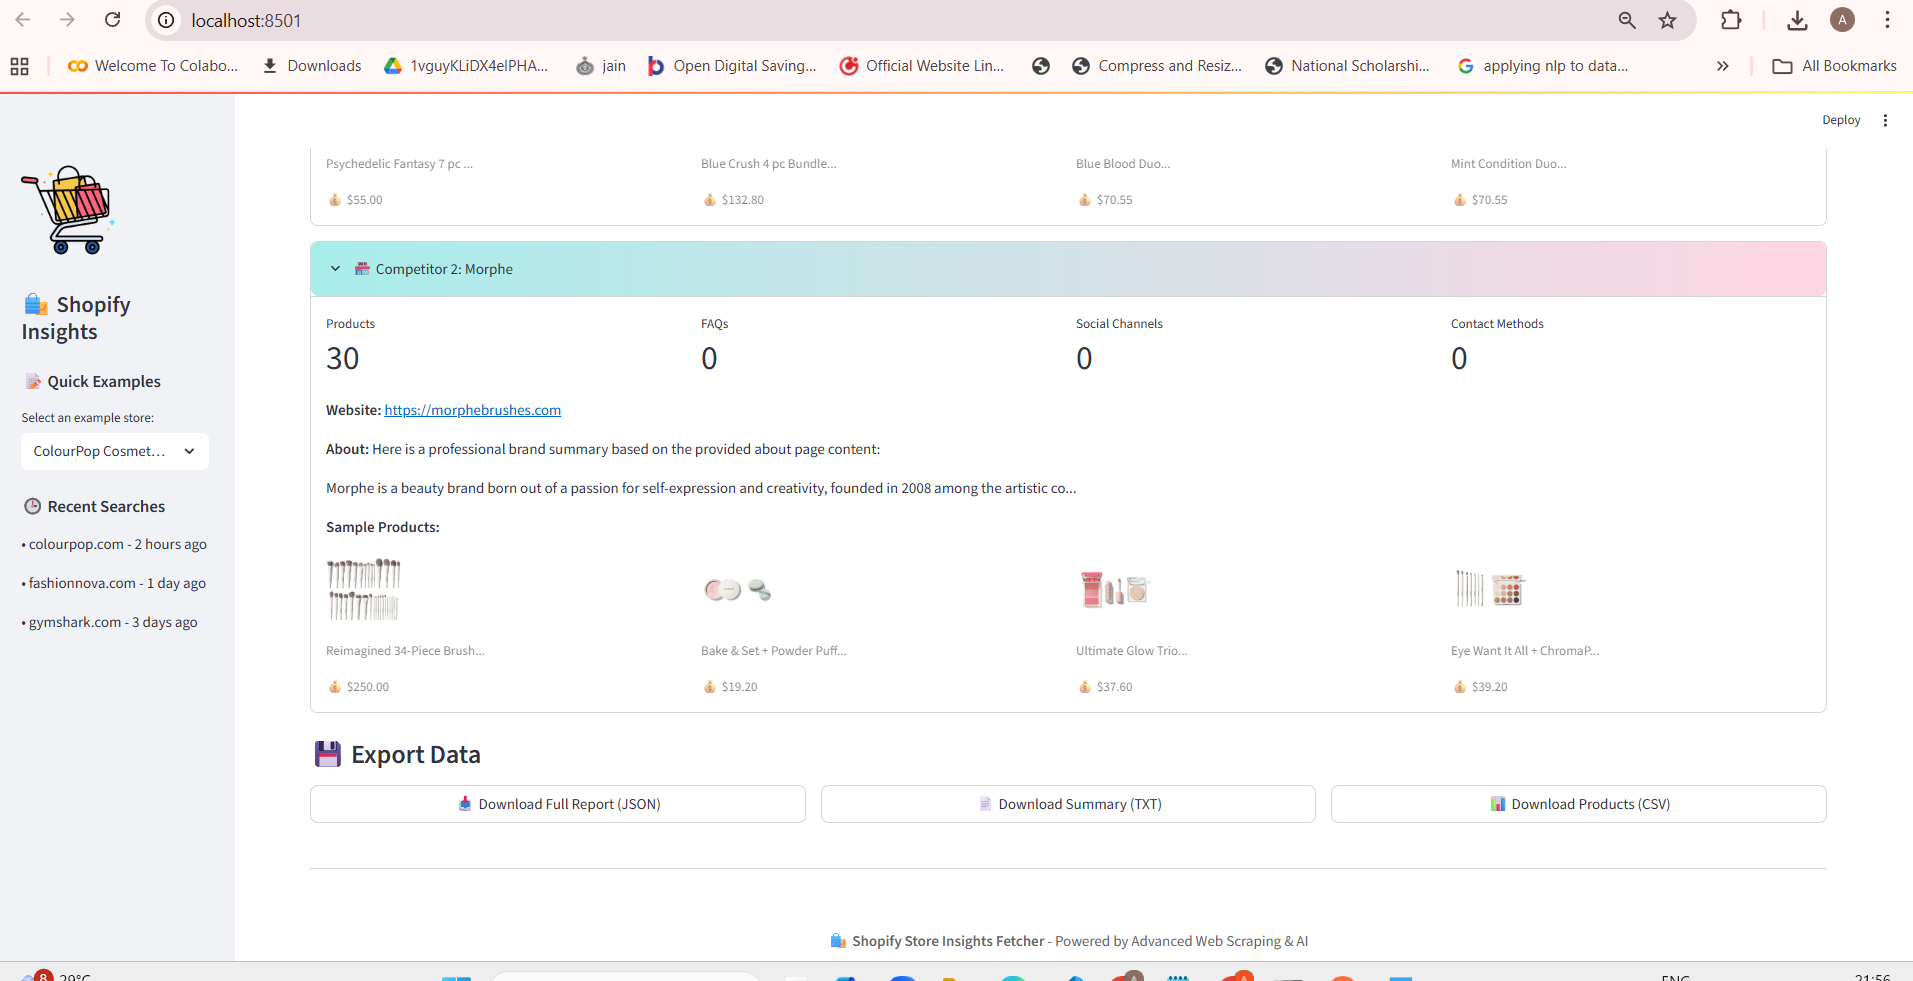 localhost:8501
A
Welcome To Colabo...
Downloads
1vguyKLiDX4elPHA...
jain
Open Digital Saving...
Official Website Lin...
Compress and Resiz...
National Scholarshi...
applying nlp to data...
All Bookmarks
Deploy
Shopify
Insights
Quick Examples
Select an example store:
ColourPop Cosmet...
Recent Searches
• colourpop.com - 2 hours ago
• fashionnova.com - 1 day ago
• gymshark.com - 3 days ago
Psychedelic Fantasy 7 pc ...
Blue Crush 4 pc Bundle...
Blue Blood Duo...
Mint Condition Duo...
$55.00
$132.80
$70.55
$70.55
Competitor 2: Morphe
Products
FAQs
Social Channels
Contact Methods
30
0
0
0
Website: https://morphebrushes.com
About: Here is a professional brand summary based on the provided about page content:
Morphe is a beauty brand born out of a passion for self-expression and creativity, founded in 2008 among the artistic co...
Sample Products:
Reimagined 34-Piece Brush...
Bake & Set + Powder Puff...
Ultimate Glow Trio...
Eye Want It All + ChromaP...
$250.00
$19.20
$37.60
$39.20
Export Data
Download Full Report (JSON)
Download Summary (TXT)
Download Products (CSV)
Shopify Store Insights Fetcher - Powered by Advanced Web Scraping & AI
8
29°C
ENG
21:56